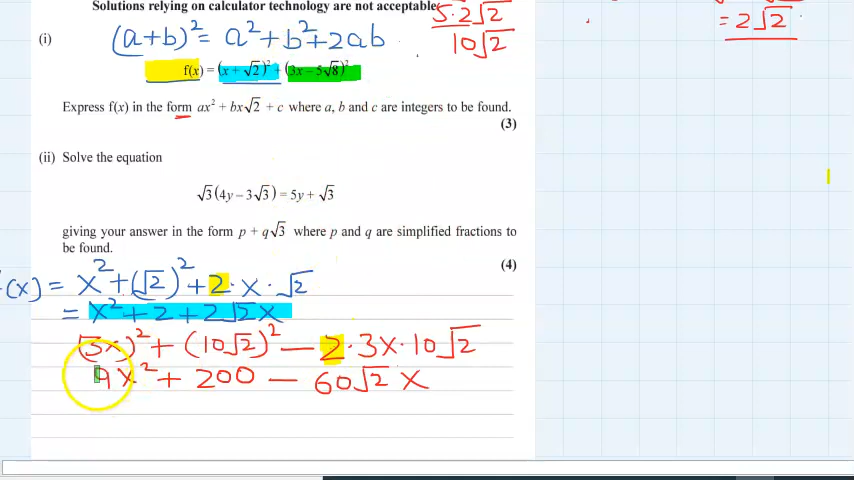 Solutions relying on calculator technology are not acceptable.
5·2√2
10√2
= 2√2
(i)
(a+b)² = a² + b² + 2ab
f(x) = (x + √2)² + (3x – 5√8)²
Express f(x) in the form ax² + bx√2 + c where a, b and c are integers to be found.
(3)
(ii) Solve the equation
√3(4y – 3√3) = 5y + √3
giving your answer in the form p + q√3 where p and q are simplified fractions to
be found.
(4)
(x) = x² + (√2)² + 2·x·√2
= x² + 2 + 2√2x
(3x)² + (10√2)² – 2·3x·10√2
9x² + 200 – 60√2 x